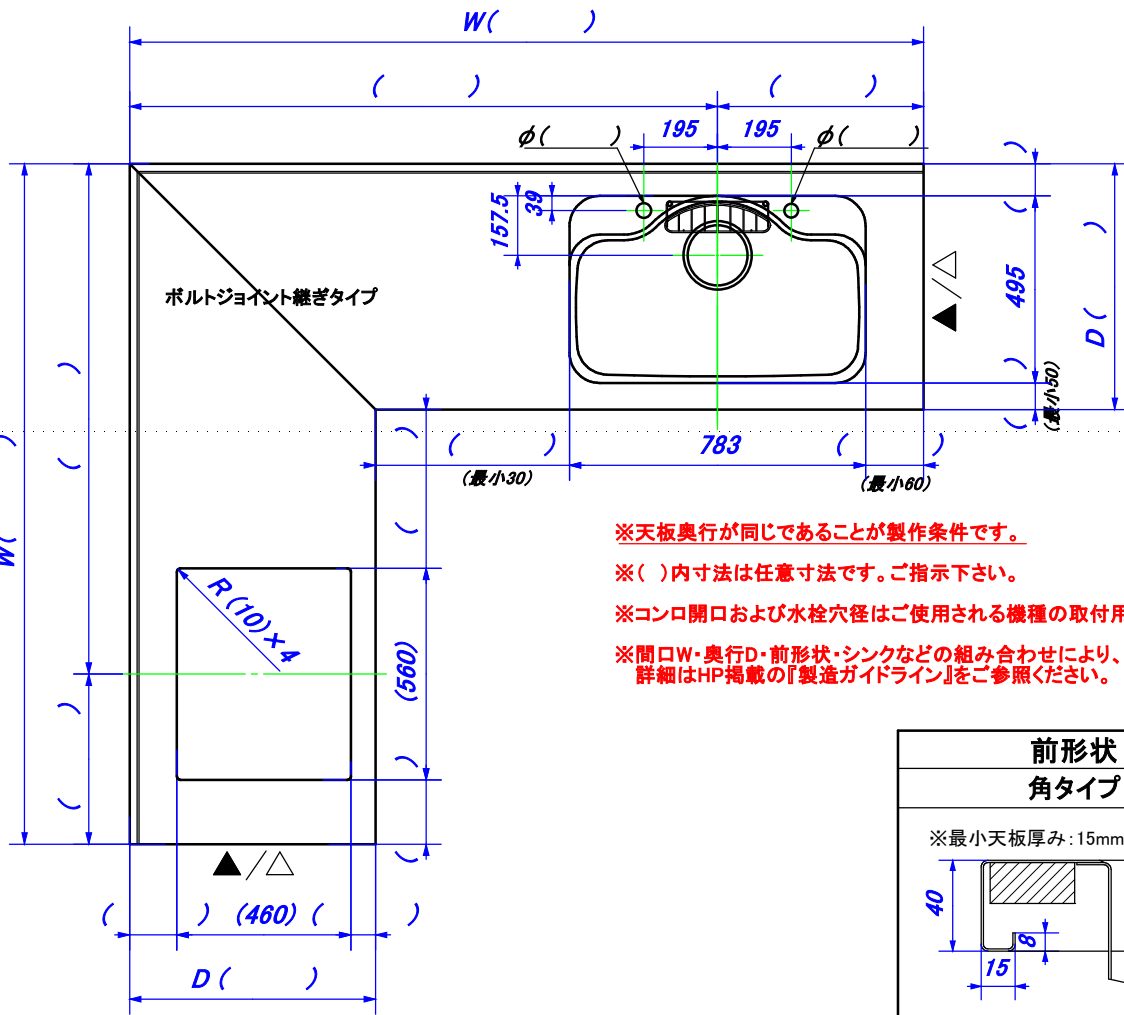 W( )
( ) ( )
φ( ) 195 195 φ( )
157.5
39
ボルトジョイント継ぎタイプ
△/▲
( )
( )
495
D( )
( )
(最小50)
( ) 783 ( )
(最小30) (最小60)
W( )
( )
( )
( )
R(10)×4
(560)
( )
▲/△
( ) (460) ( )
D( )
※天板奥行が同じであることが製作条件です。
※( )内寸法は任意寸法です。ご指示下さい。
※コンロ開口および水栓穴径はご使用される機種の取付用
※間口W・奥行D・前形状・シンクなどの組み合わせにより、
詳細はHP掲載の『製造ガイドライン』をご参照ください。
前形状
角タイプ
※最小天板厚み:15mm
40
8
15